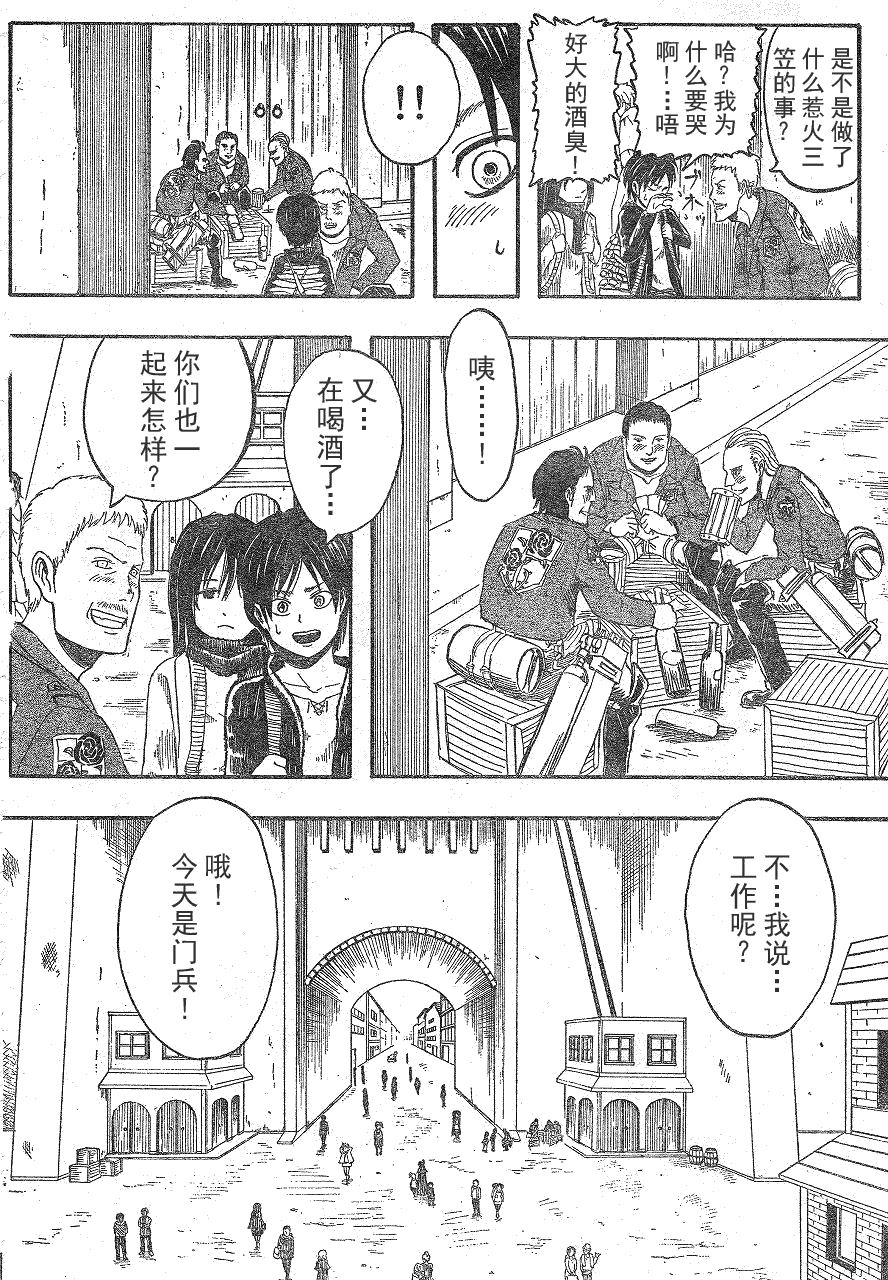 是不是做了
什么惹火三
笠的事？
哈？我为
什么要哭
啊！…唔
好大的酒臭！
！！
咦……！
又…
在喝酒了…
你们也一
起来怎样？
不…我说…
工作呢？
哦！
今天是门兵！